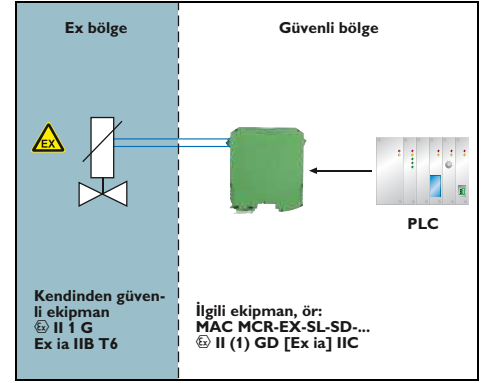 Ex bölge
Güvenli bölge
EX
PLC
Kendinden güven-
li ekipman
Ex II 1 G
Ex ia IIB T6
İlgili ekipman, ör:
MAC MCR-EX-SL-SD-...
Ex II (1) GD [Ex ia] IIC